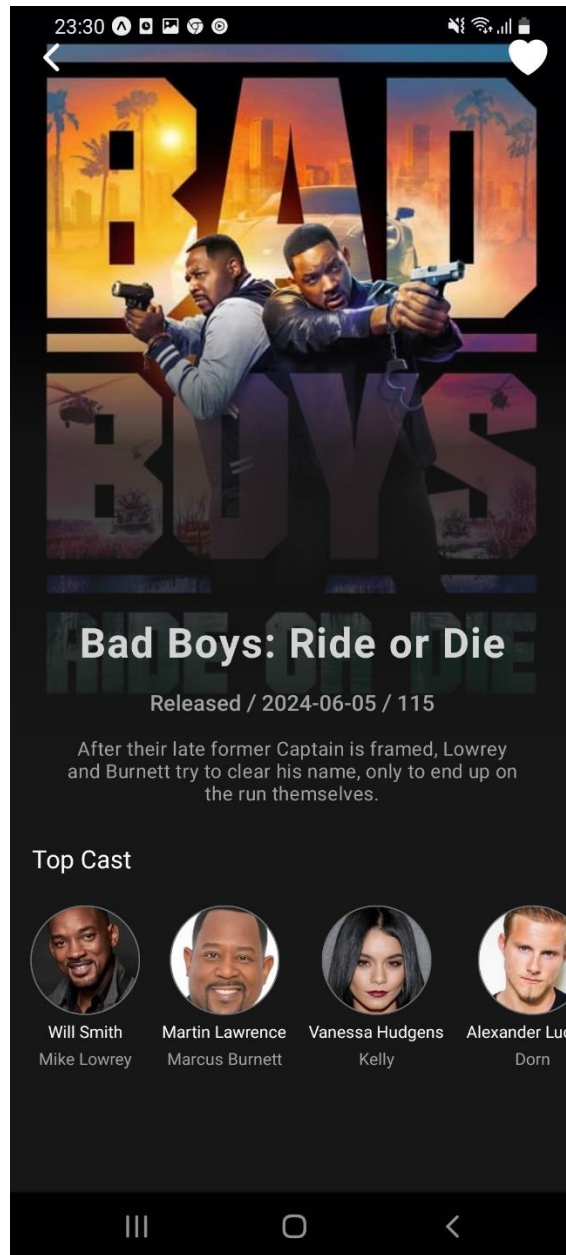 23:30
BAD
BOYS
RIDE OR DIE
Bad Boys: Ride or Die
Released / 2024-06-05 / 115
After their late former Captain is framed, Lowrey
and Burnett try to clear his name, only to end up on
the run themselves.
Top Cast
Will Smith Martin Lawrence Vanessa Hudgens Alexander
Mike Lowrey Marcus Burnett Kelly Dorn